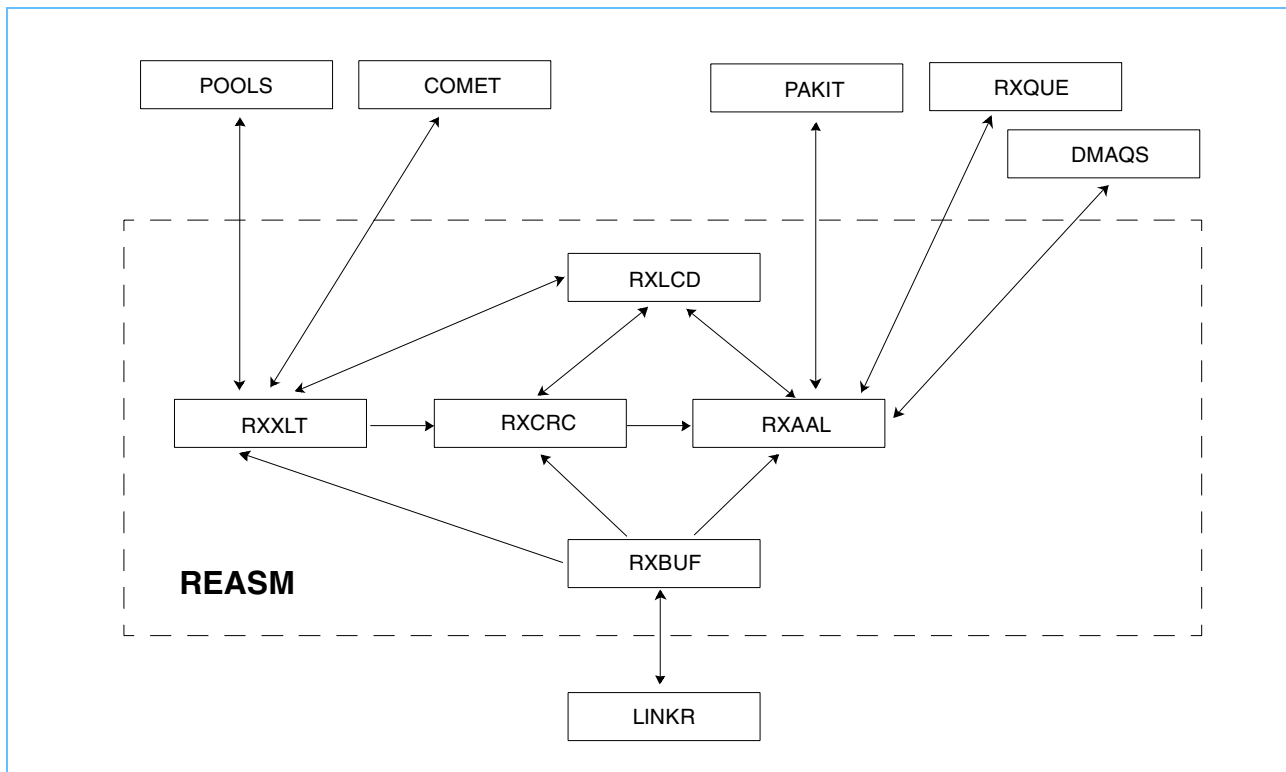 POOLS
COMET
PAKIT
RXQUE
DMAQS
RXLCD
RXXLT
RXCRC
RXAAL
RXBUF
REASM
LINKR